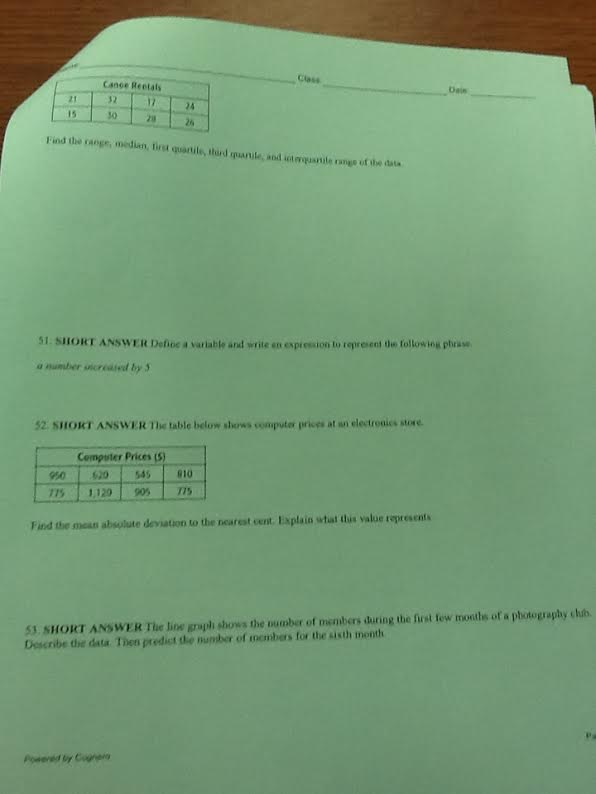 Class
Date
Canoe Rentals
21 32 17 24
15 30 28 26
Find the range, median, first quartile, third quartile, and interquartile range of the data.
51. SHORT ANSWER Define a variable and write an expression to represent the following phrase.
a number increased by 5
52. SHORT ANSWER The table below shows computer prices at an electronics store.
Computer Prices ($)
950 620 545 810
775 1,120 905 775
Find the mean absolute deviation to the nearest cent. Explain what this value represents.
53. SHORT ANSWER The line graph shows the number of members during the first few months of a photography club.
Describe the data. Then predict the number of members for the sixth month.
Powered by Cognero